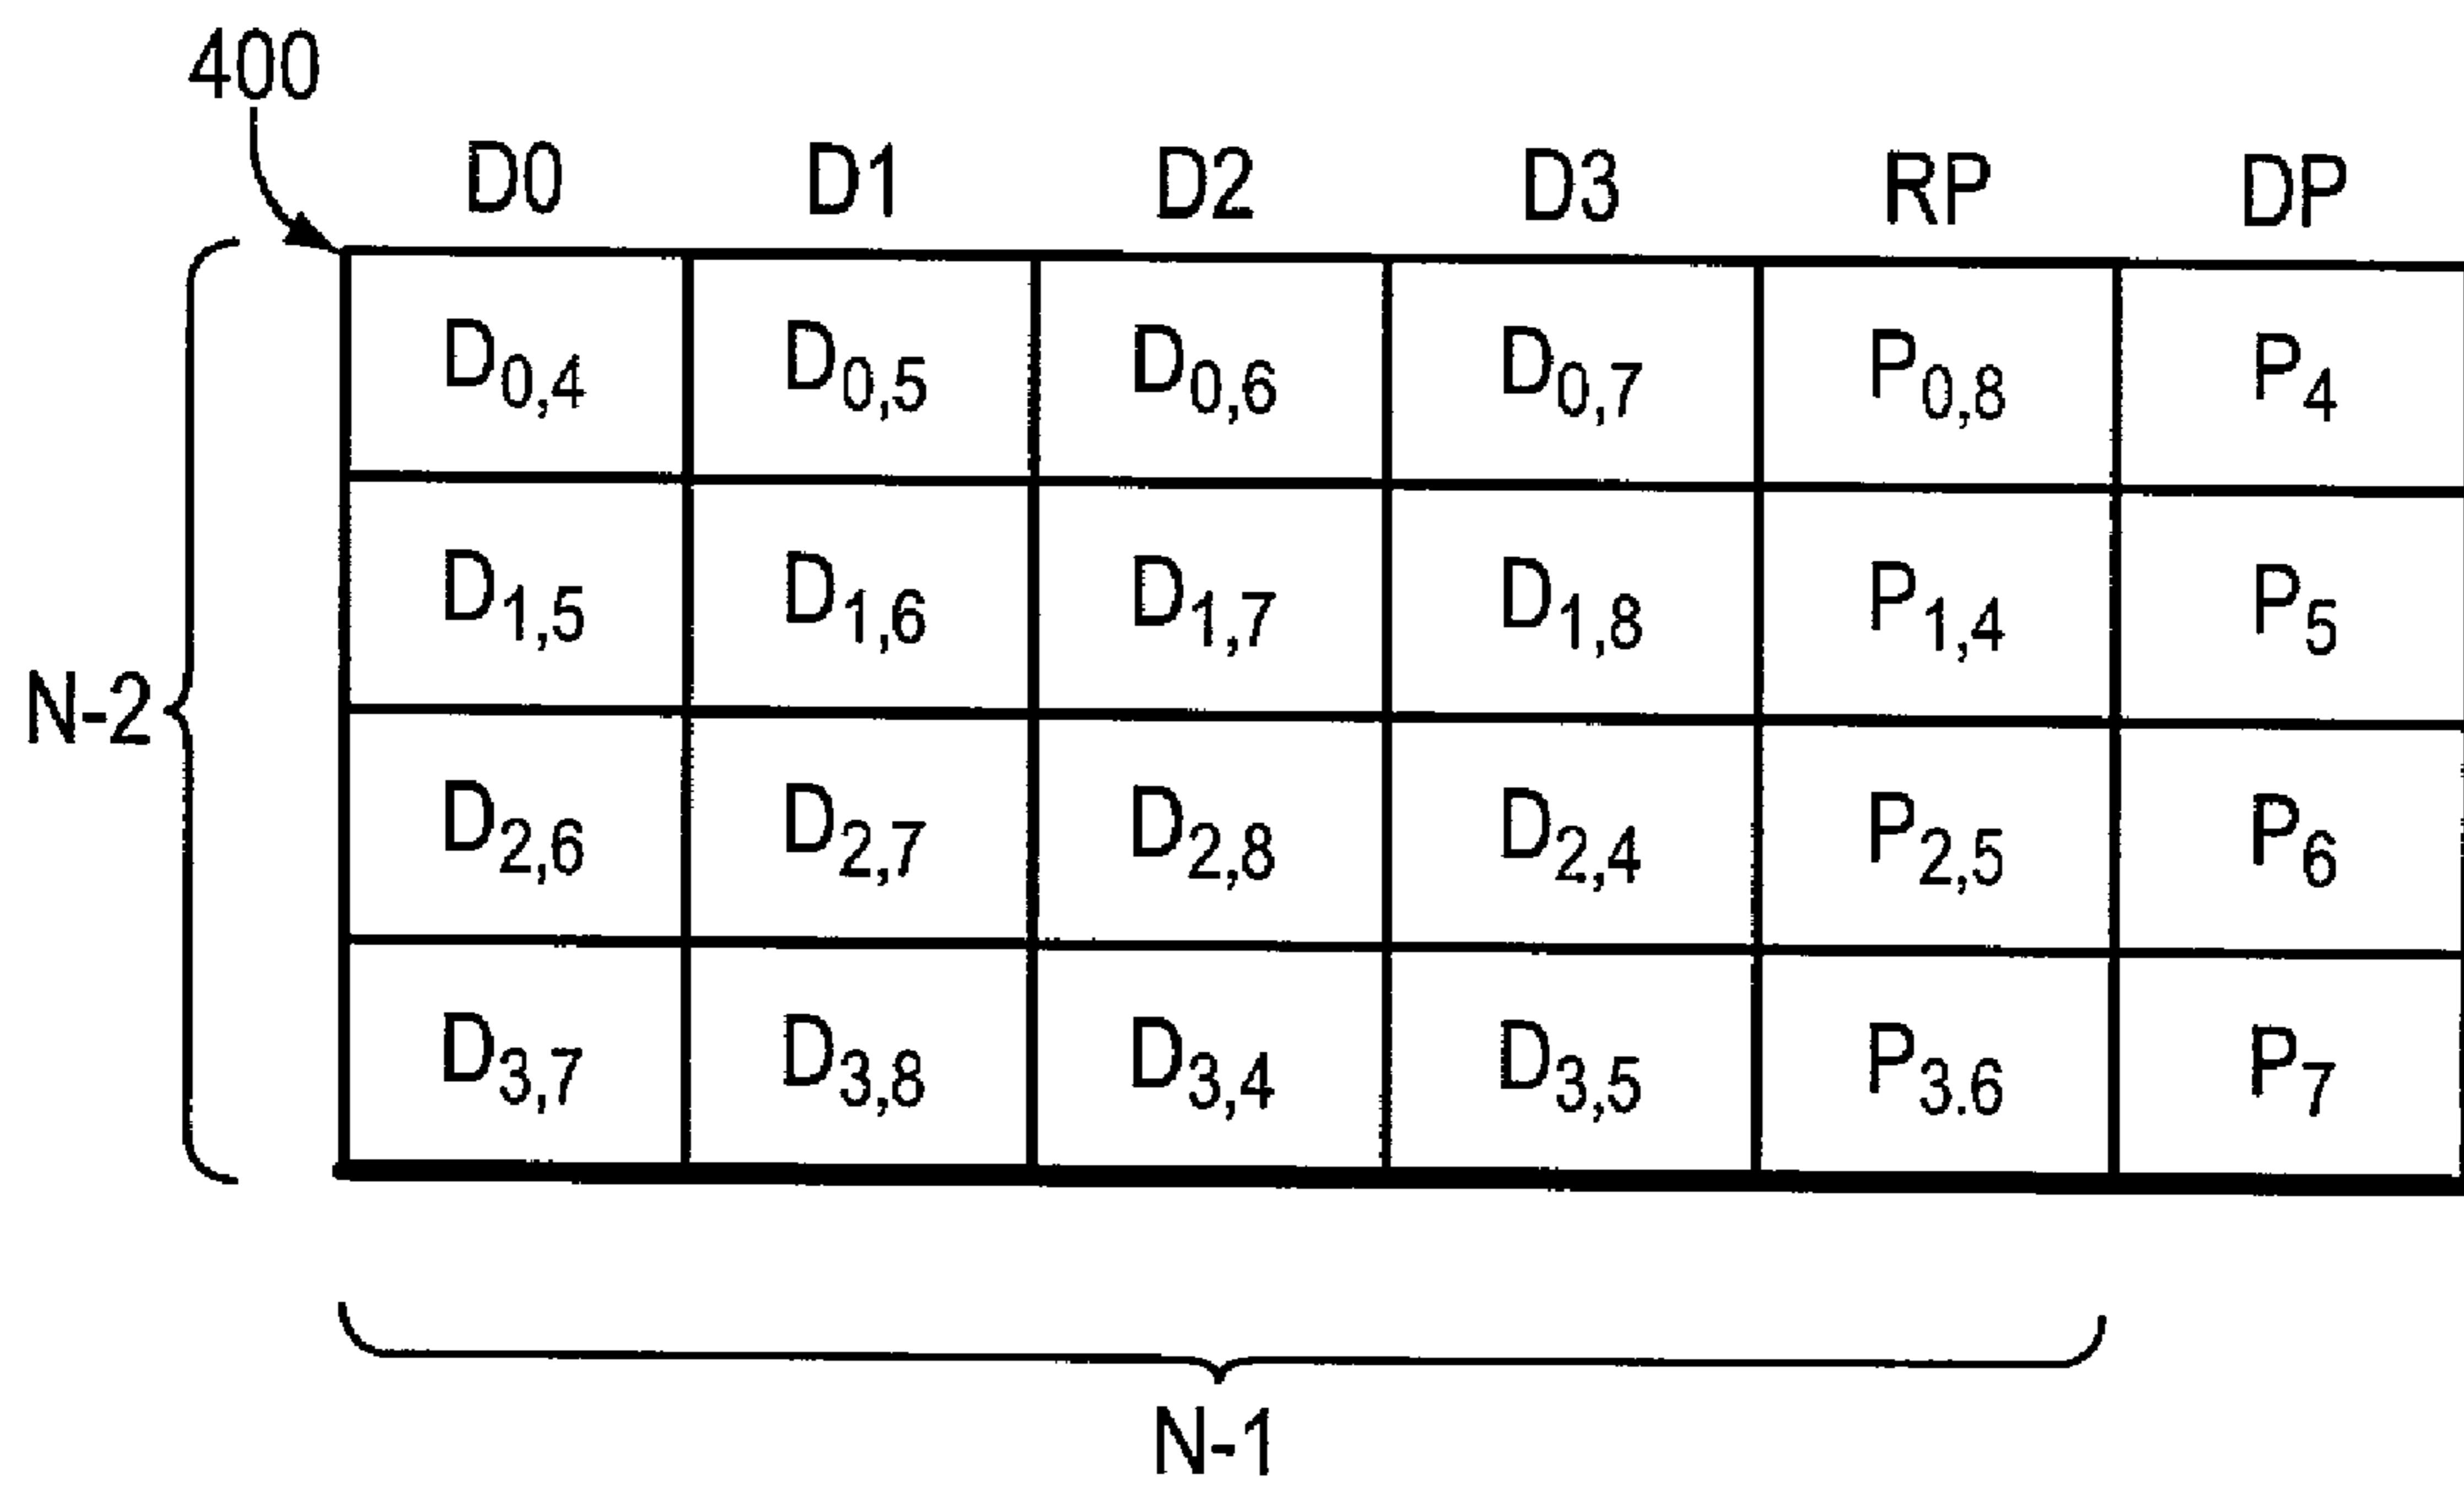 400
D0 D1 D2 D3 RP DP
D0,4 D0,5 D0,6 D0,7 P0,8 P4
D1,5 D1,6 D1,7 D1,8 P1,4 P5
N-2
D2,6 D2,7 D2,8 D2,4 P2,5 P6
D3,7 D3,8 D3,4 D3,5 P3.6 P7
N-1